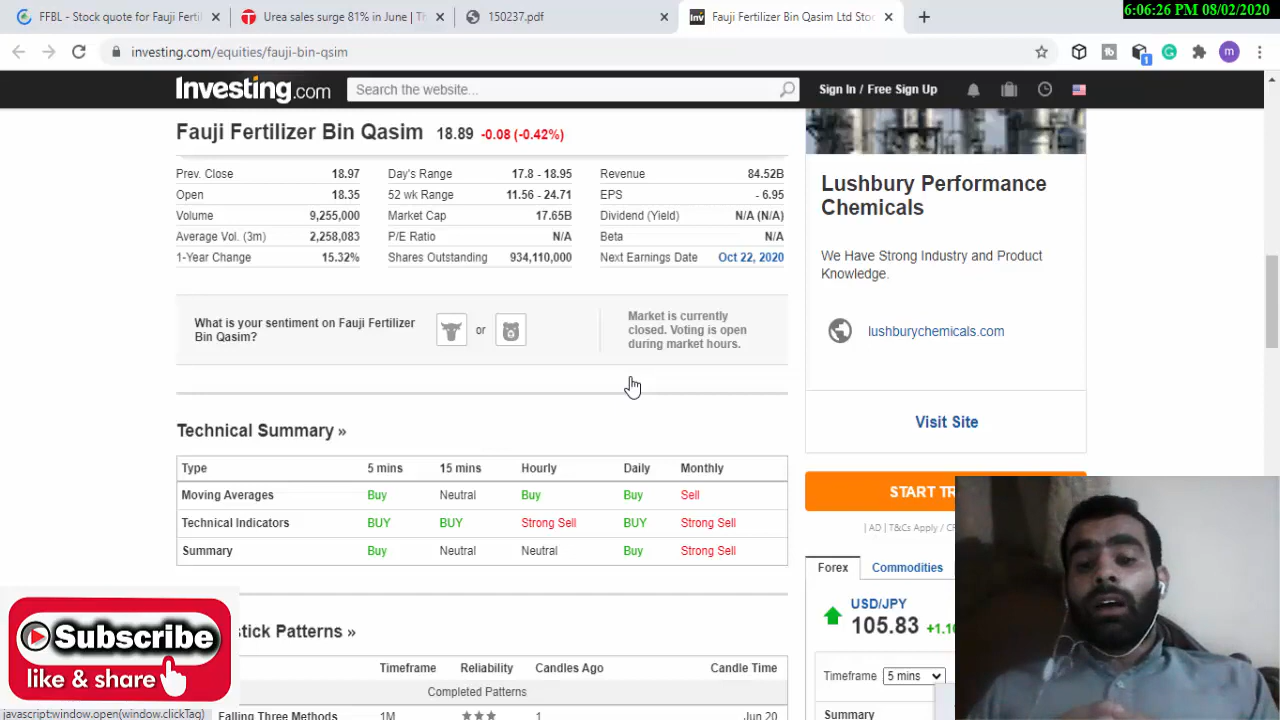 6:06:26 PM 08/02/2020
FFBL - Stock quote for Fauji Fertil
Urea sales surge 81% in June | Th
150237.pdf
Fauji Fertilizer Bin Qasim Ltd Stoc
investing.com/equities/fauji-bin-qsim
Investing.com
Search the website...
Sign In / Free Sign Up
Fauji Fertilizer Bin Qasim 18.89 -0.08 (-0.42%)
Prev. Close 18.97 Day's Range 17.8 - 18.95 Revenue 84.52B
Open 18.35 52 wk Range 11.56 - 24.71 EPS - 6.95
Volume 9,255,000 Market Cap 17.65B Dividend (Yield) N/A (N/A)
Average Vol. (3m) 2,258,083 P/E Ratio N/A Beta N/A
1-Year Change 15.32% Shares Outstanding 934,110,000 Next Earnings Date Oct 22, 2020
What is your sentiment on Fauji Fertilizer
Bin Qasim?
or
Market is currently
closed. Voting is open
during market hours.
Technical Summary »
Type 5 mins 15 mins Hourly Daily Monthly
Moving Averages Buy Neutral Buy Buy Sell
Technical Indicators BUY BUY Strong Sell BUY Strong Sell
Summary Buy Neutral Neutral Buy Strong Sell
stick Patterns »
Timeframe Reliability Candles Ago Candle Time
Completed Patterns
Falling Three Methods 1M 1 Jun 20
Lushbury Performance
Chemicals
We Have Strong Industry and Product
Knowledge.
lushburychemicals.com
Visit Site
START TR
| AD | T&Cs Apply / CF
Forex Commodities
USD/JPY
105.83 +1.10
Timeframe 5 mins
Summary
Subscribe
like & share
javascript:window.open(window.clickTag)